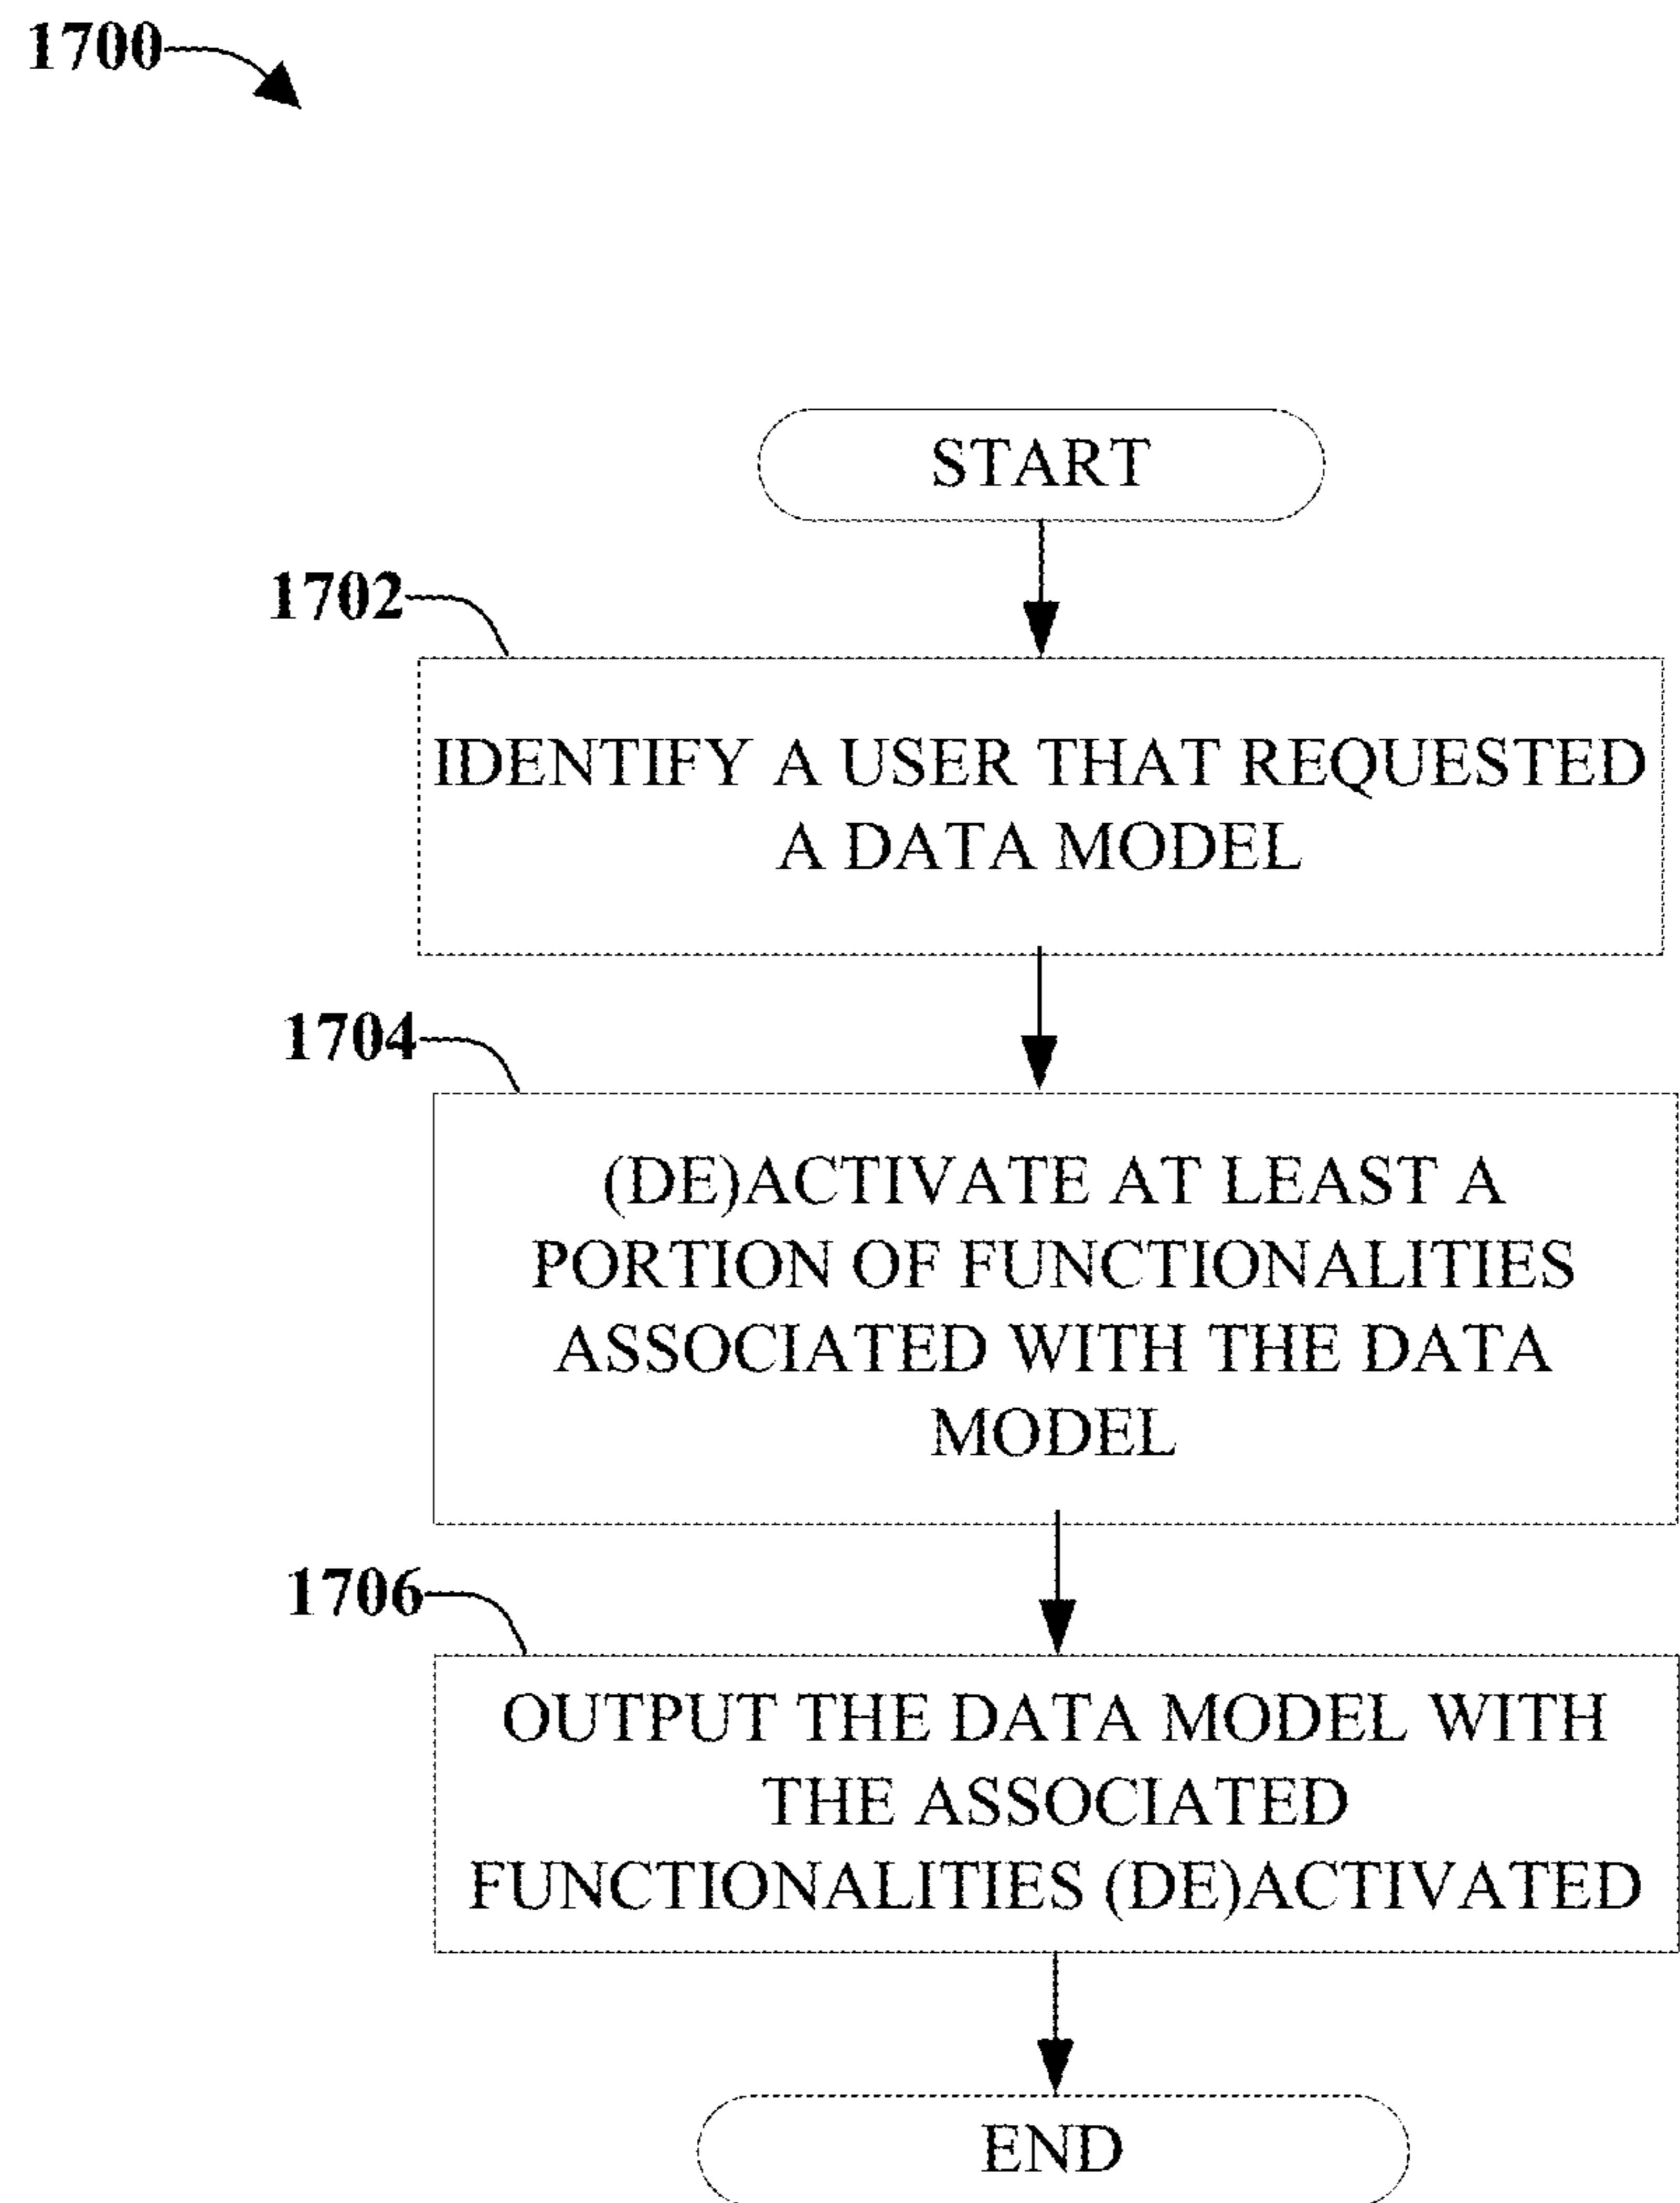 1700
START
1702
IDENTIFY A USER THAT REQUESTED
A DATA MODEL
1704
(DE)ACTIVATE AT LEAST A
PORTION OF FUNCTIONALITIES
ASSOCIATED WITH THE DATA
MODEL
1706
OUTPUT THE DATA MODEL WITH
THE ASSOCIATED
FUNCTIONALITIES (DE)ACTIVATED
END